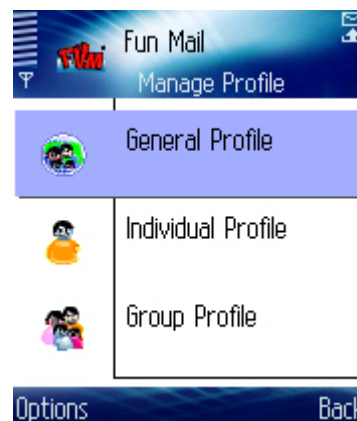 FVM
Fun Mail
Manage Profile
General Profile
Individual Profile
Group Profile
Options
Back